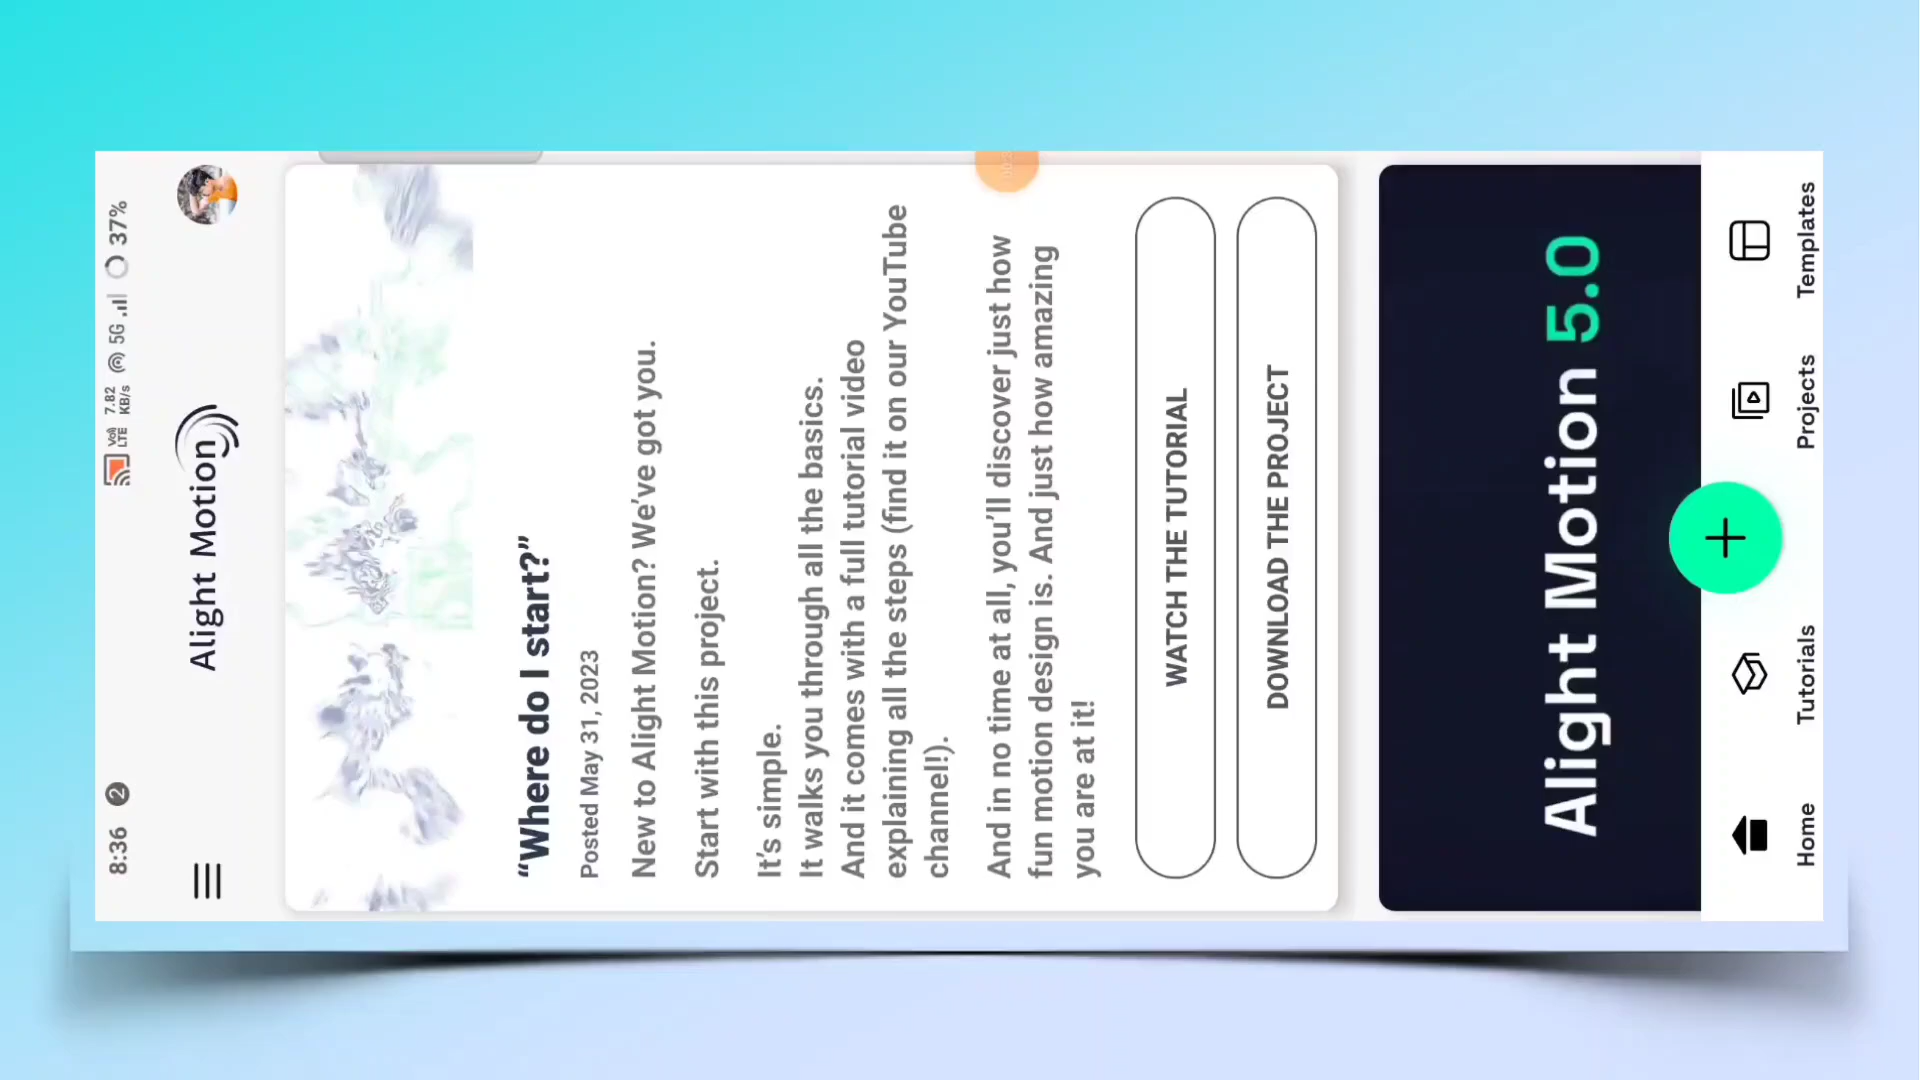 8:36 2 VoLTE 7.82 KB/s 5G 37%
Alight Motion
“Where do I start?”
Posted May 31, 2023
New to Alight Motion? We’ve got you.
Start with this project.
It’s simple.
It walks you through all the basics.
And it comes with a full tutorial video
explaining all the steps (find it on our YouTube
channel!).
And in no time at all, you’ll discover just how
fun motion design is. And just how amazing
you are at it!
WATCH THE TUTORIAL
DOWNLOAD THE PROJECT
Alight Motion 5.0
Home Tutorials Projects Templates